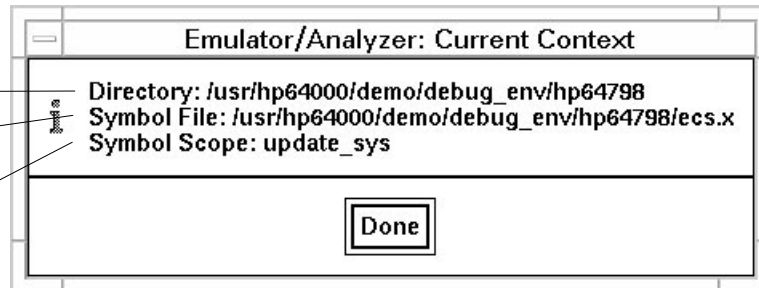 Emulator/Analyzer: Current Context
Directory: /usr/hp64000/demo/debug_env/hp64798
Symbol File: /usr/hp64000/demo/debug_env/hp64798/ecs.x
Symbol Scope: update_sys
Done